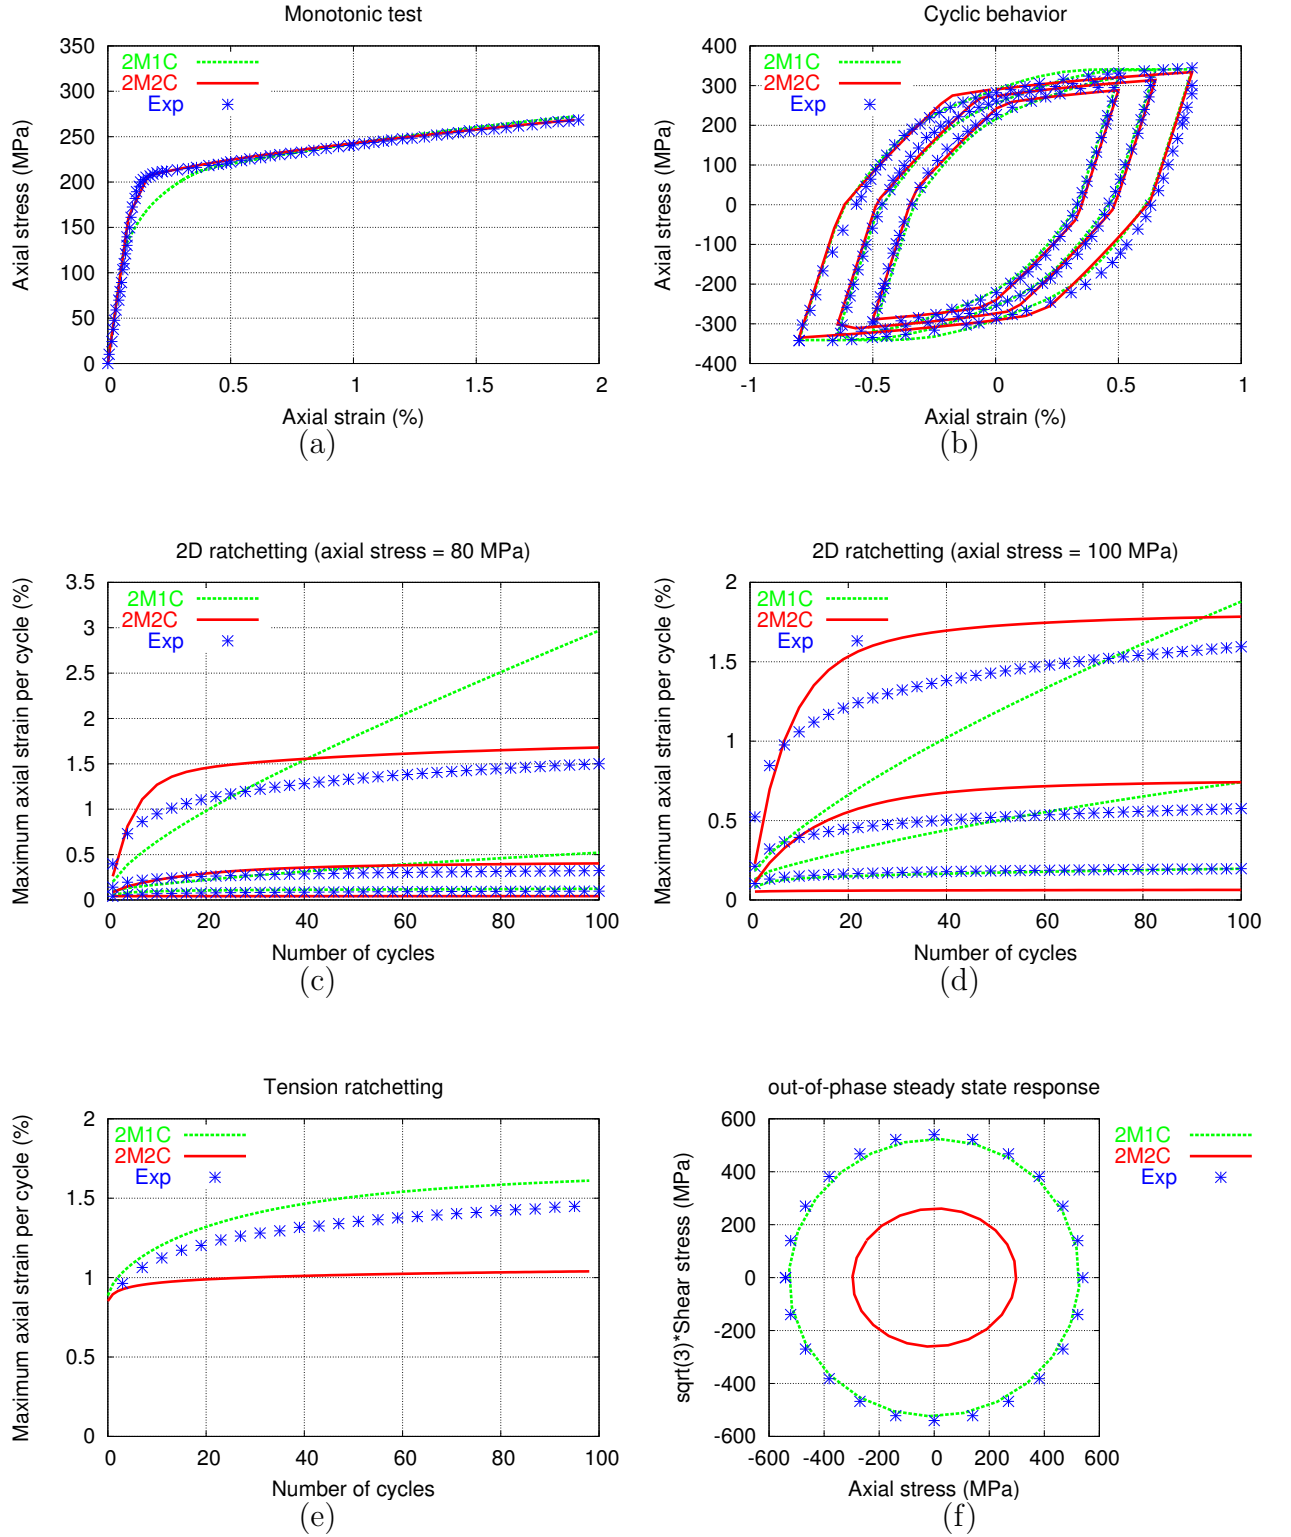 Monotonic test
Axial stress (MPa)
350
300
250
200
150
100
50
0
2M1C
2M2C
Exp
0 0.5 1 1.5 2
Axial strain (%)
(a)
Cyclic behavior
Axial stress (MPa)
400
300
200
100
0
-100
-200
-300
-400
2M1C
2M2C
Exp
-1 -0.5 0 0.5 1
Axial strain (%)
(b)
2D ratchetting (axial stress = 80 MPa)
Maximum axial strain per cycle (%)
3.5
3
2.5
2
1.5
1
0.5
0
2M1C
2M2C
Exp
0 20 40 60 80 100
Number of cycles
(c)
2D ratchetting (axial stress = 100 MPa)
Maximum axial strain per cycle (%)
2
1.5
1
0.5
0
2M1C
2M2C
Exp
0 20 40 60 80 100
Number of cycles
(d)
Tension ratchetting
Maximum axial strain per cycle (%)
2
1.5
1
0.5
0
2M1C
2M2C
Exp
0 20 40 60 80 100
Number of cycles
(e)
out-of-phase steady state response
sqrt(3)*Shear stress (MPa)
600
400
200
0
-200
-400
-600
2M1C
2M2C
Exp
-600 -400 -200 0 200 400 600
Axial stress (MPa)
(f)